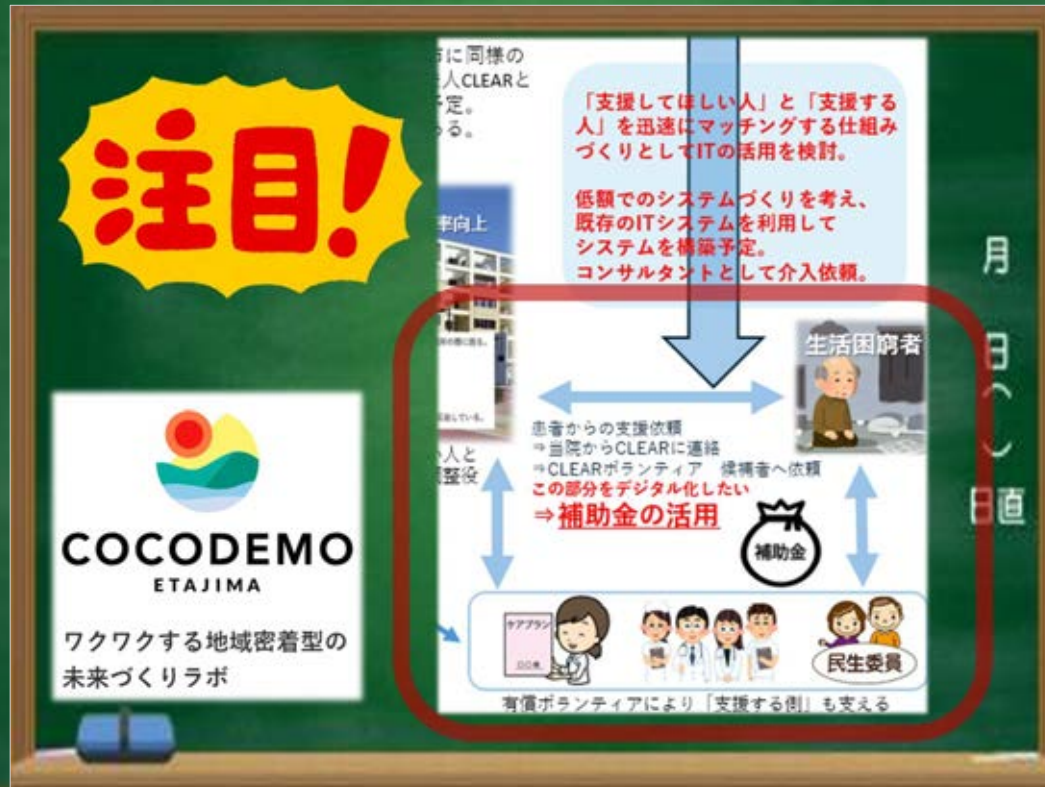 注目!
COCODEMO
ETAJIMA
ワクワクする地域密着型の
未来づくりラボ
に同様の
人CLEARと
予定。
ある。
「支援してほしい人」と「支援する
人」を迅速にマッチングする仕組み
づくりとしてITの活用を検討。
低額でのシステムづくりを考え、
既存のITシステムを利用して
システムを構築予定。
コンサルタントとして介入依頼。
率向上
している。
い人と
調整役
生活困窮者
患者からの支援依頼
⇒当院からCLEARに連絡
⇒CLEARボランティア 候補者へ依頼
この部分をデジタル化したい
⇒補助金の活用
補助金
ケアプラン
民生委員
有償ボランティアにより「支援する側」も支える
月
日
( )
日直